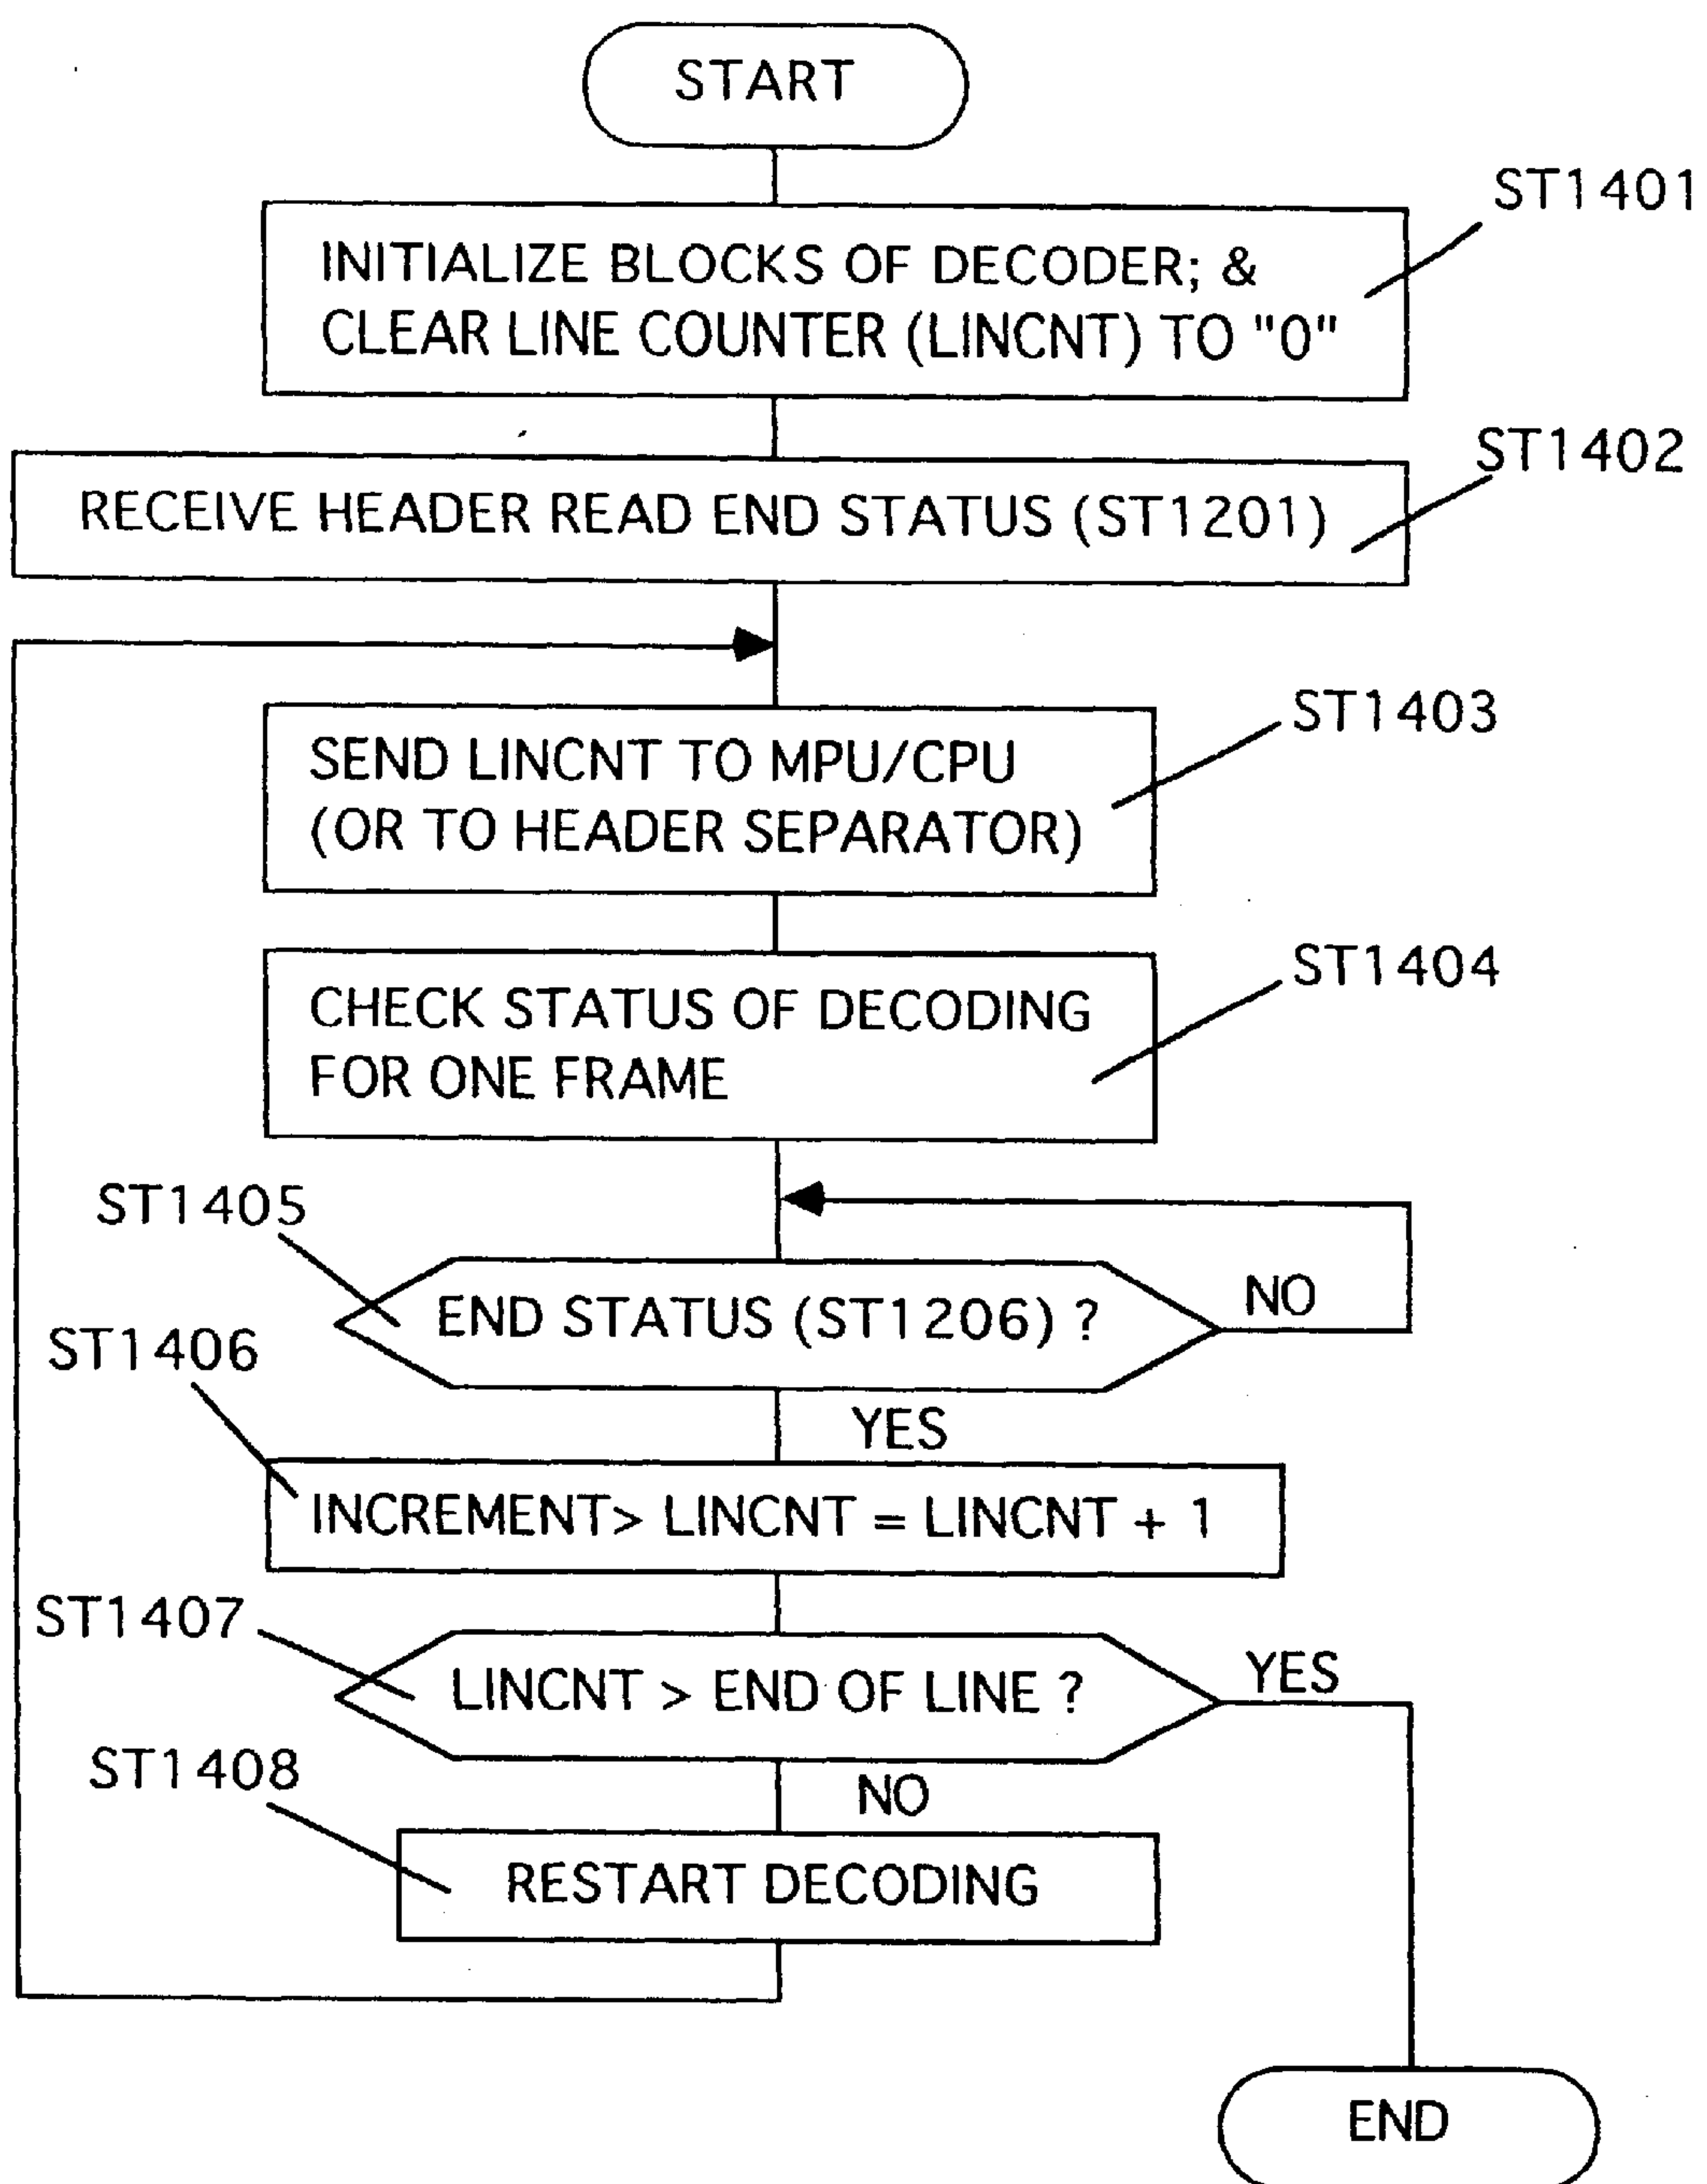 START
ST1401
INITIALIZE BLOCKS OF DECODER; &
CLEAR LINE COUNTER (LINCNT) TO "0"
ST1402
RECEIVE HEADER READ END STATUS (ST1201)
ST1403
SEND LINCNT TO MPU/CPU
(OR TO HEADER SEPARATOR)
ST1404
CHECK STATUS OF DECODING
FOR ONE FRAME
ST1405
END STATUS (ST1206) ?
NO
ST1406
YES
INCREMENT> LINCNT = LINCNT + 1
ST1407
LINCNT > END OF LINE ?
YES
ST1408
NO
RESTART DECODING
END